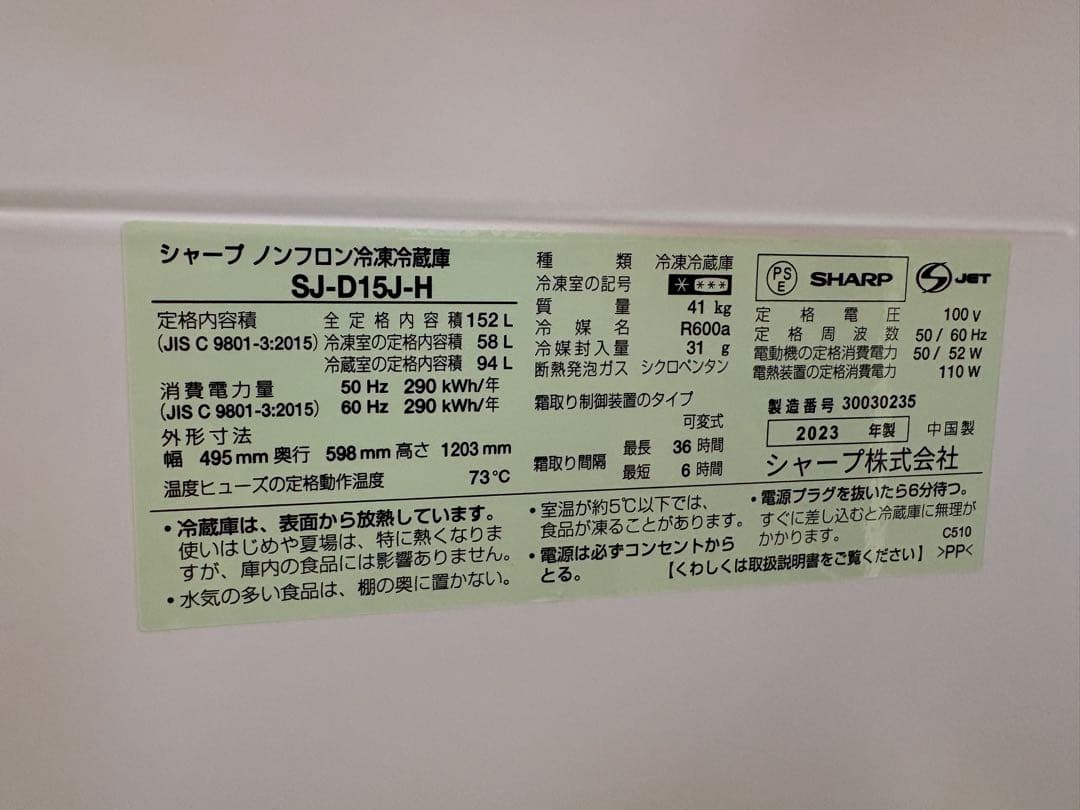 シャープ ノンフロン冷凍冷蔵庫
SJ-D15J-H
定格内容積 全定格内容積 152 L
(JIS C 9801-3:2015) 冷凍室の定格内容積 58 L
冷蔵室の定格内容積 94 L
消費電力量 50 Hz 290 kWh/年
(JIS C 9801-3:2015) 60 Hz 290 kWh/年
外形寸法
幅 495 mm 奥行 598 mm 高さ 1203 mm
温度ヒューズの定格動作温度 73℃
種類 冷凍冷蔵庫
冷凍室の記号 * ***
質量 41 kg
冷媒名 R600a
冷媒封入量 31 g
断熱発泡ガス シクロペンタン
霜取り制御装置のタイプ
可変式
霜取り間隔 最長 36 時間
最短 6 時間
PSE SHARP S JET
定格電圧 100 V
定格周波数 50 / 60 Hz
電動機の定格消費電力 50 / 52 W
電熱装置の定格消費電力 110 W
製造番号 30030235
2023 年製 中国製
シャープ株式会社
・冷蔵庫は、表面から放熱しています。
使いはじめや夏場は、特に熱くなりま
すが、庫内の食品には影響ありません。
・水気の多い食品は、棚の奥に置かない。
・室温が約5℃以下では、
食品が凍ることがあります。
・電源は必ずコンセントから
とる。
・電源プラグを抜いたら6分待つ。
すぐに差し込むと冷蔵庫に無理が
かかります。 C510
【くわしくは取扱説明書をご覧ください】 >PP<